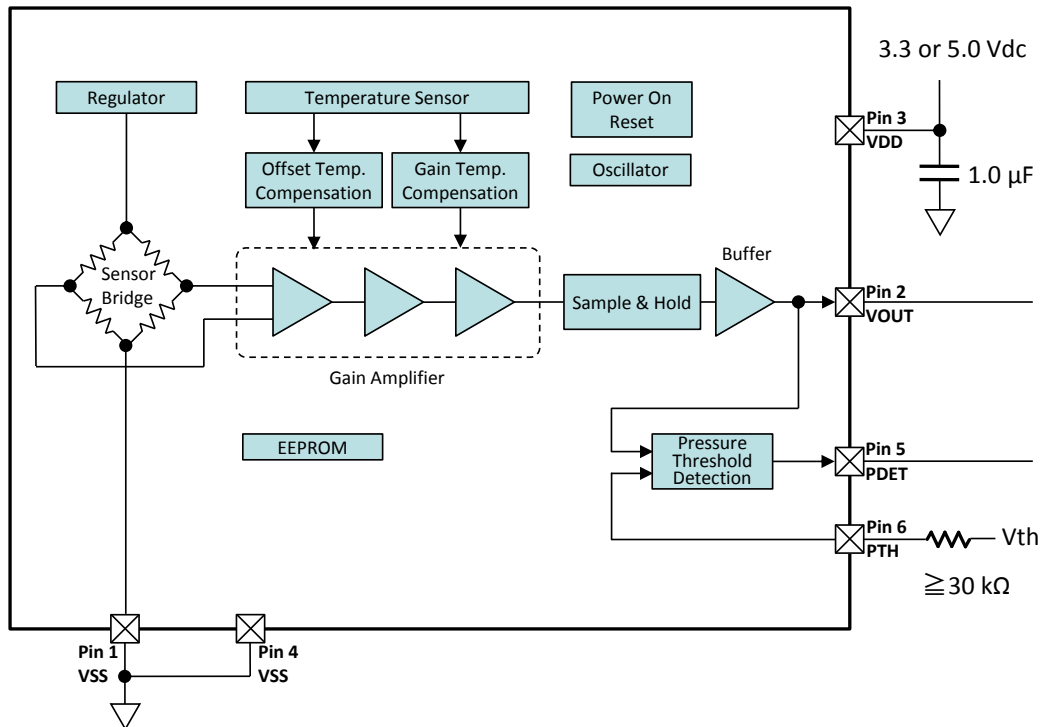 3.3 or 5.0 Vdc
Regulator
Temperature Sensor
Power On
Reset
Pin 3
VDD
Offset Temp.
Compensation
Gain Temp.
Compensation
Oscillator
1.0 µF
Sensor
Bridge
Buffer
Sample & Hold
Pin 2
VOUT
Gain Amplifier
EEPROM
Pressure
Threshold
Detection
Pin 5
PDET
Pin 6
PTH
Vth
≧30 kΩ
Pin 1
VSS
Pin 4
VSS